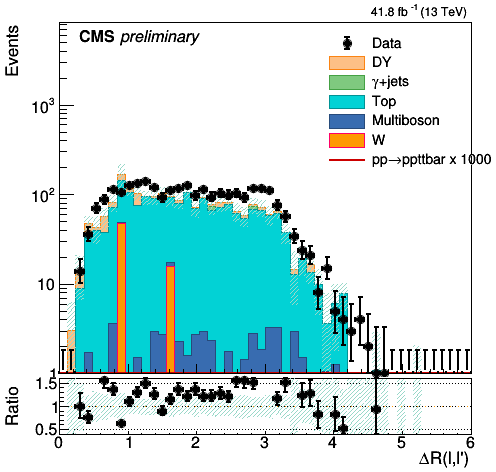 41.8 fb⁻¹ (13 TeV)
CMS preliminary
Events
Data
DY
γ+jets
Top
Multiboson
W
pp→ppttbar x 1000
10³
10²
10
1
Ratio
1.5
1
0.5
0 1 2 3 4 5 6
ΔR(l,l')